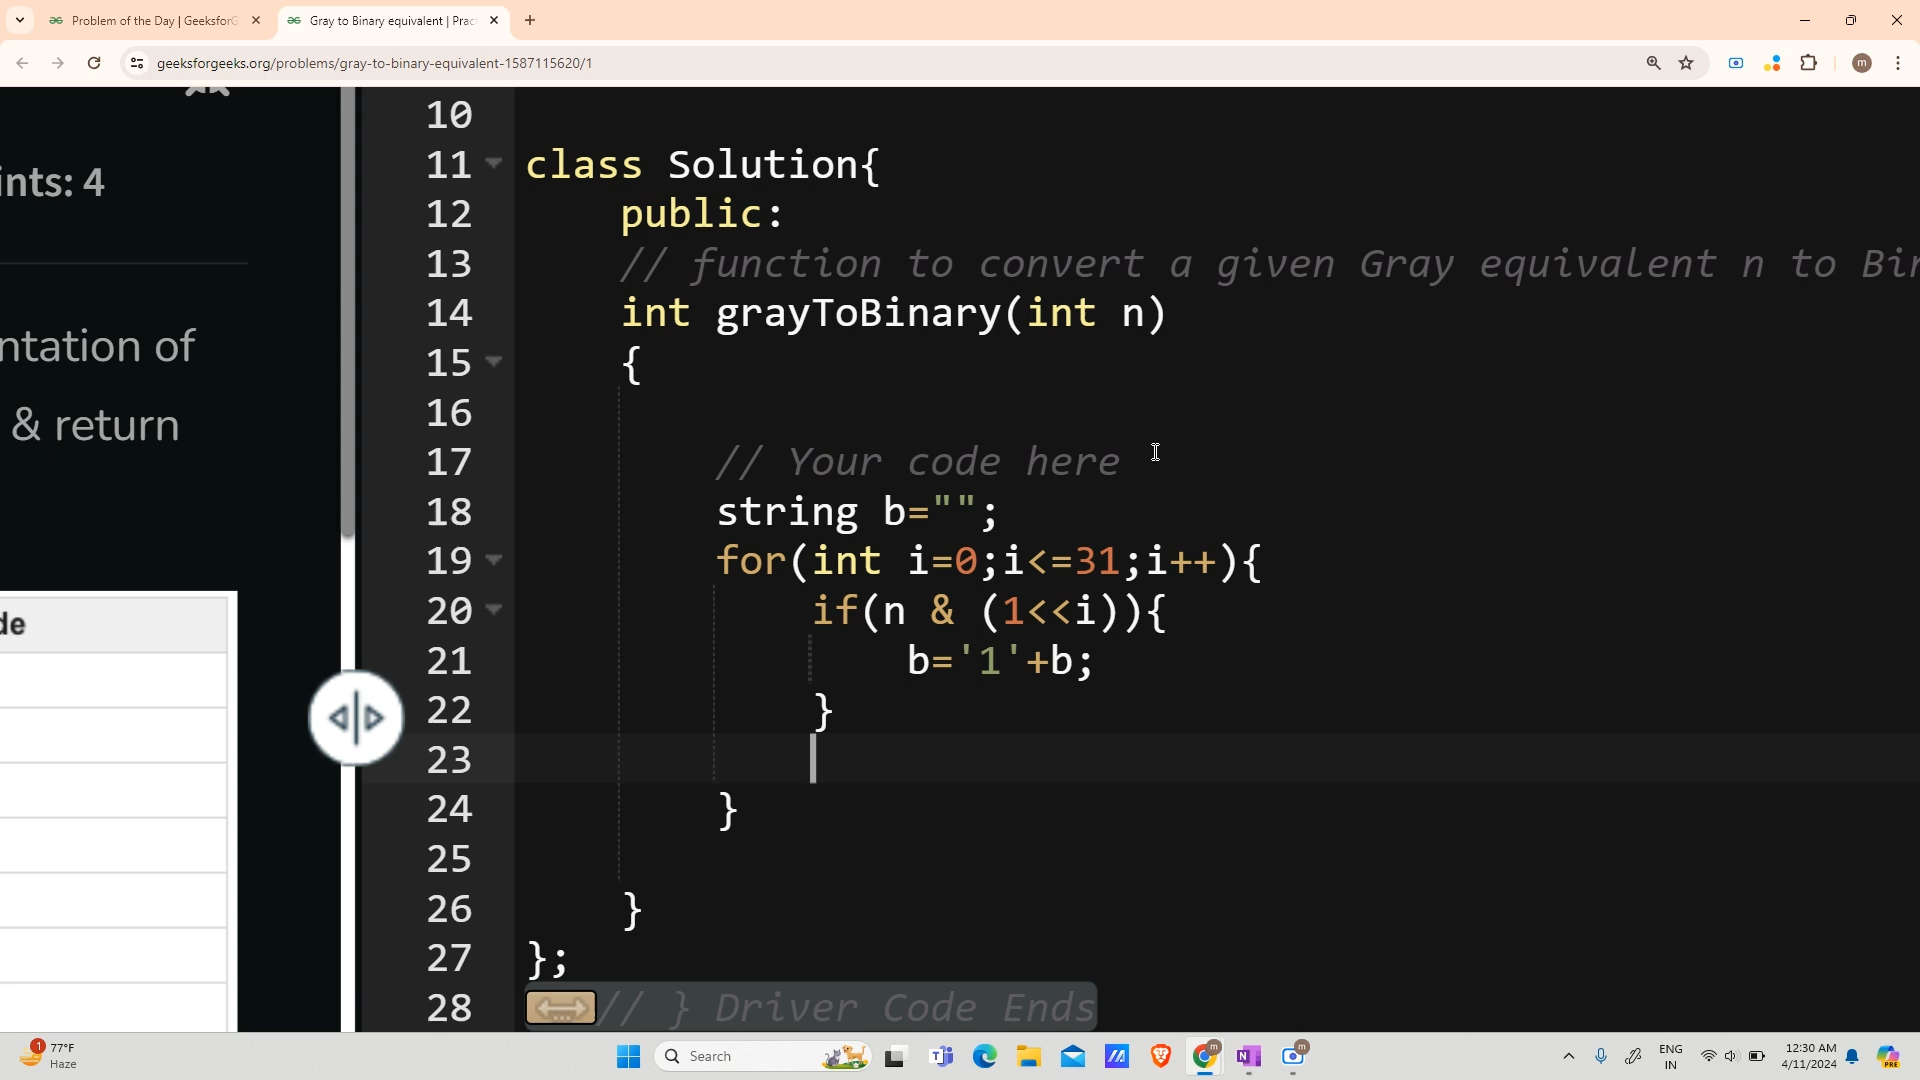 Problem of the Day | GeeksforG
Gray to Binary equivalent | Prac
geeksforgeeks.org/problems/gray-to-binary-equivalent-1587115620/1
m
ints: 4
ntation of
& return
de
10
11 class Solution{
12 public:
13 // function to convert a given Gray equivalent n to Bin
14 int grayToBinary(int n)
15 {
16
17 // Your code here
18 string b="";
19 for(int i=0;i<=31;i++){
20 if(n & (1<<i)){
21 b='1'+b;
22 }
23
24 }
25
26 }
27 };
28 // } Driver Code Ends
1
77°F
Haze
Search
m
m
ENG
IN
12:30 AM
4/11/2024
PRE